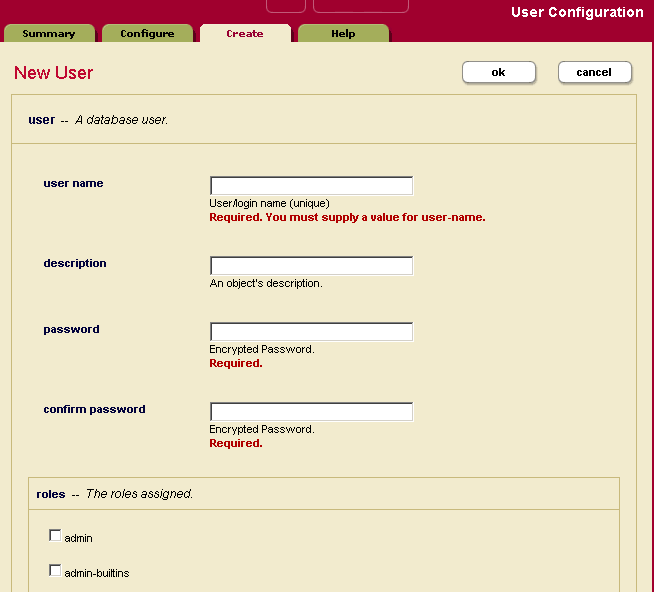 User Configuration
Summary Configure Create Help
New User
ok cancel
user -- A database user.
user name
User/login name (unique)
Required. You must supply a value for user-name.
description
An object's description.
password
Encrypted Password.
Required.
confirm password
Encrypted Password.
Required.
roles -- The roles assigned.
admin
admin-builtins